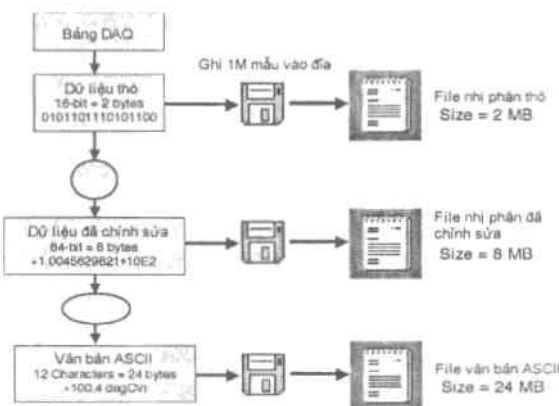 Bảng DAQ
Ghi 1M mẫu vào đĩa
Dữ liệu thô
16-bit = 2 bytes
0101101110101100
File nhị phân thô
Size = 2 MB
Dữ liệu đã chỉnh sửa
64-bit = 8 bytes
+1.0045629821*10E2
File nhị phân đã
chỉnh sửa
Size = 8 MB
Văn bản ASCII
12 Characters = 24 bytes
+100.4
File văn bản ASCII
Size = 24 MB